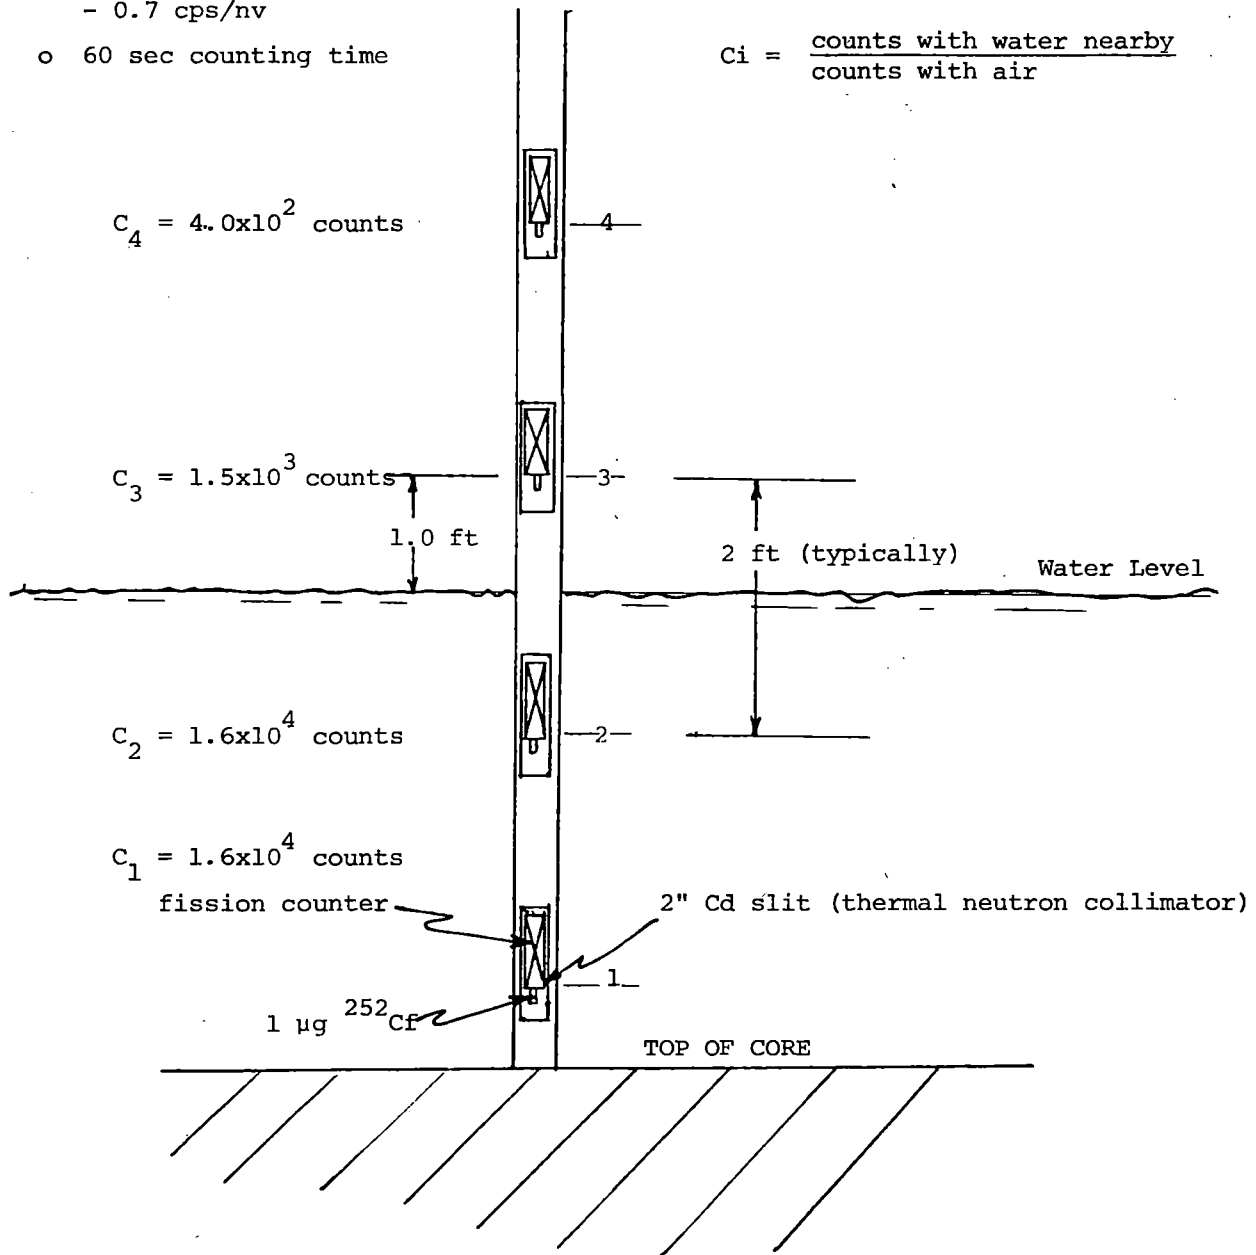 - 0.7 cps/nv
o 60 sec counting time
Ci = counts with water nearby
counts with air
C4 = 4.0x10^2 counts
4
C3 = 1.5x10^3 counts
3
1.0 ft
2 ft (typically)
Water Level
C2 = 1.6x10^4 counts
2
C1 = 1.6x10^4 counts
fission counter
2" Cd slit (thermal neutron collimator)
1
1 μg 252Cf
TOP OF CORE